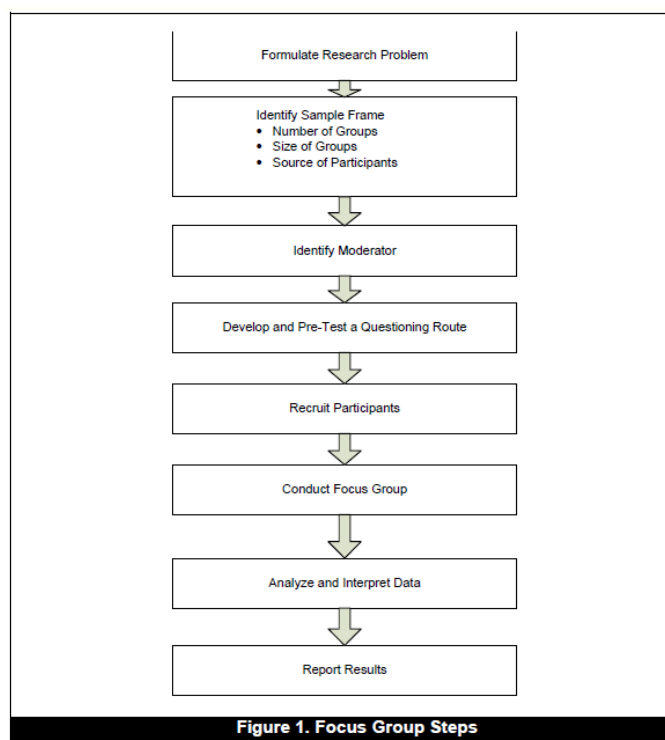 Formulate Research Problem
Identify Sample Frame
• Number of Groups
• Size of Groups
• Source of Participants
Identify Moderator
Develop and Pre-Test a Questioning Route
Recruit Participants
Conduct Focus Group
Analyze and Interpret Data
Report Results
Figure 1. Focus Group Steps